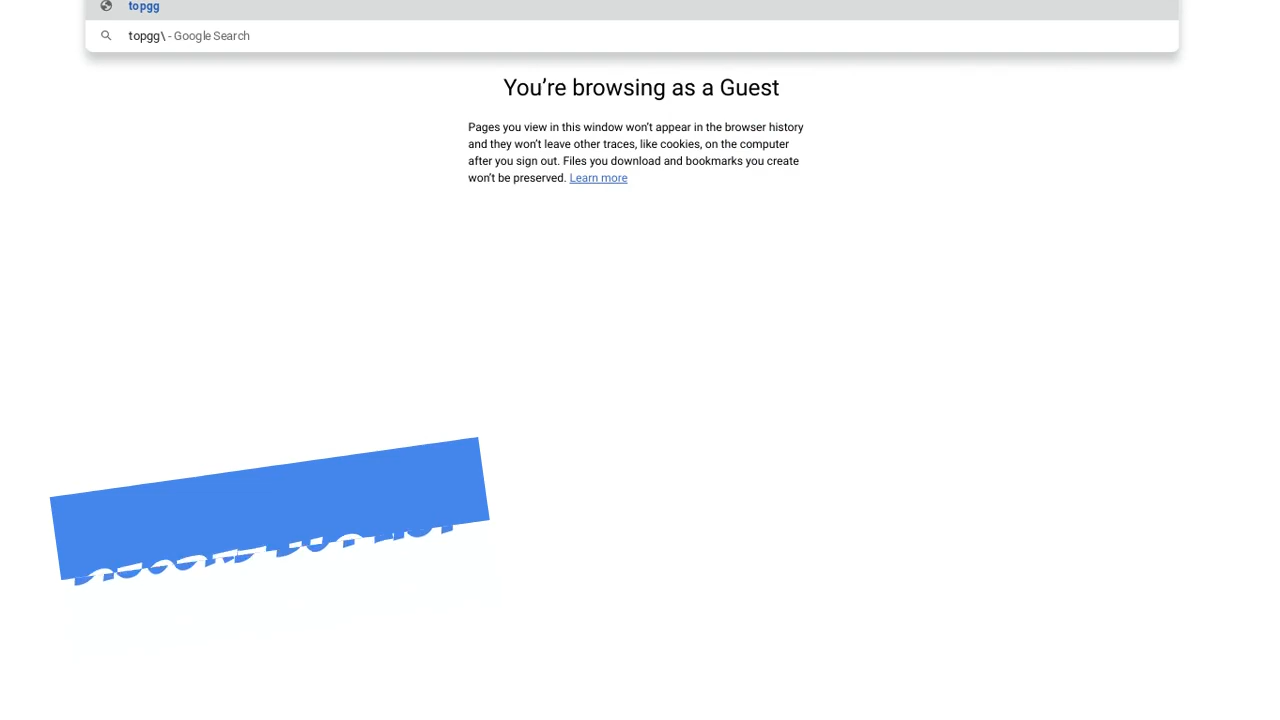 topgg
topgg\ - Google Search
You’re browsing as a Guest
Pages you view in this window won’t appear in the browser history
and they won’t leave other traces, like cookies, on the computer
after you sign out. Files you download and bookmarks you create
won’t be preserved. Learn more